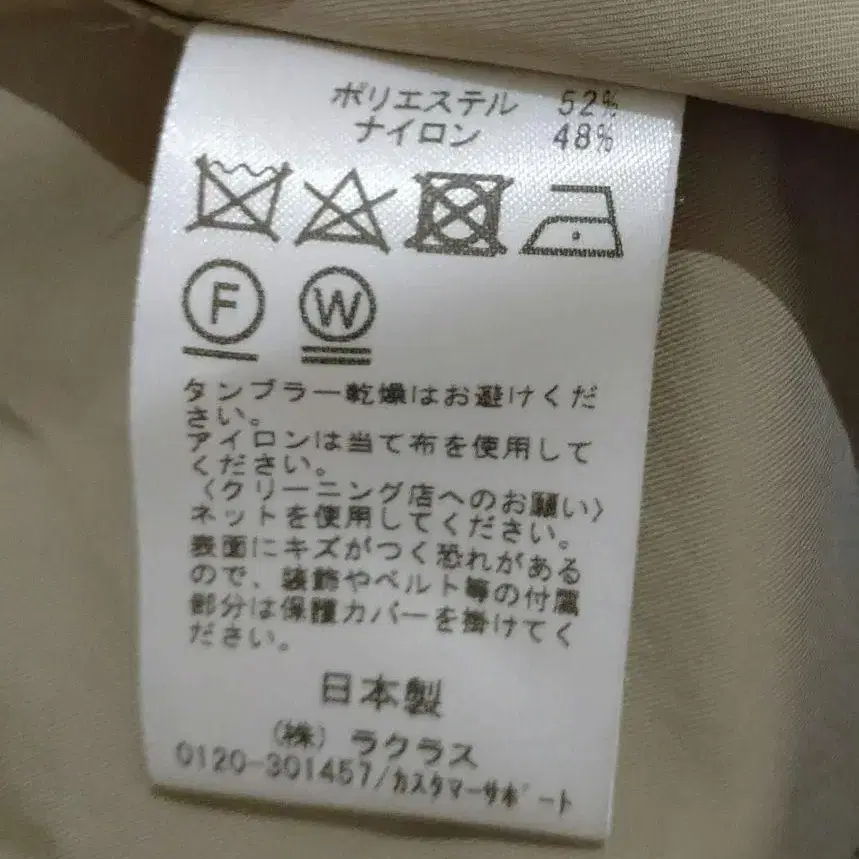 ポリエステル 52%
ナイロン 48%
F W
タンブラー乾燥はお避けくだ
さい。
アイロンは当て布を使用して
ください。
〈クリーニング店へのお願い〉
ネットを使用してください。
表面にキズがつく恐れがある
ので、装飾やベルト等の付属
部分は保護カバーを掛けてく
ださい。
日本製
(株) ラクラス
0120-301457/カスタマーサポート